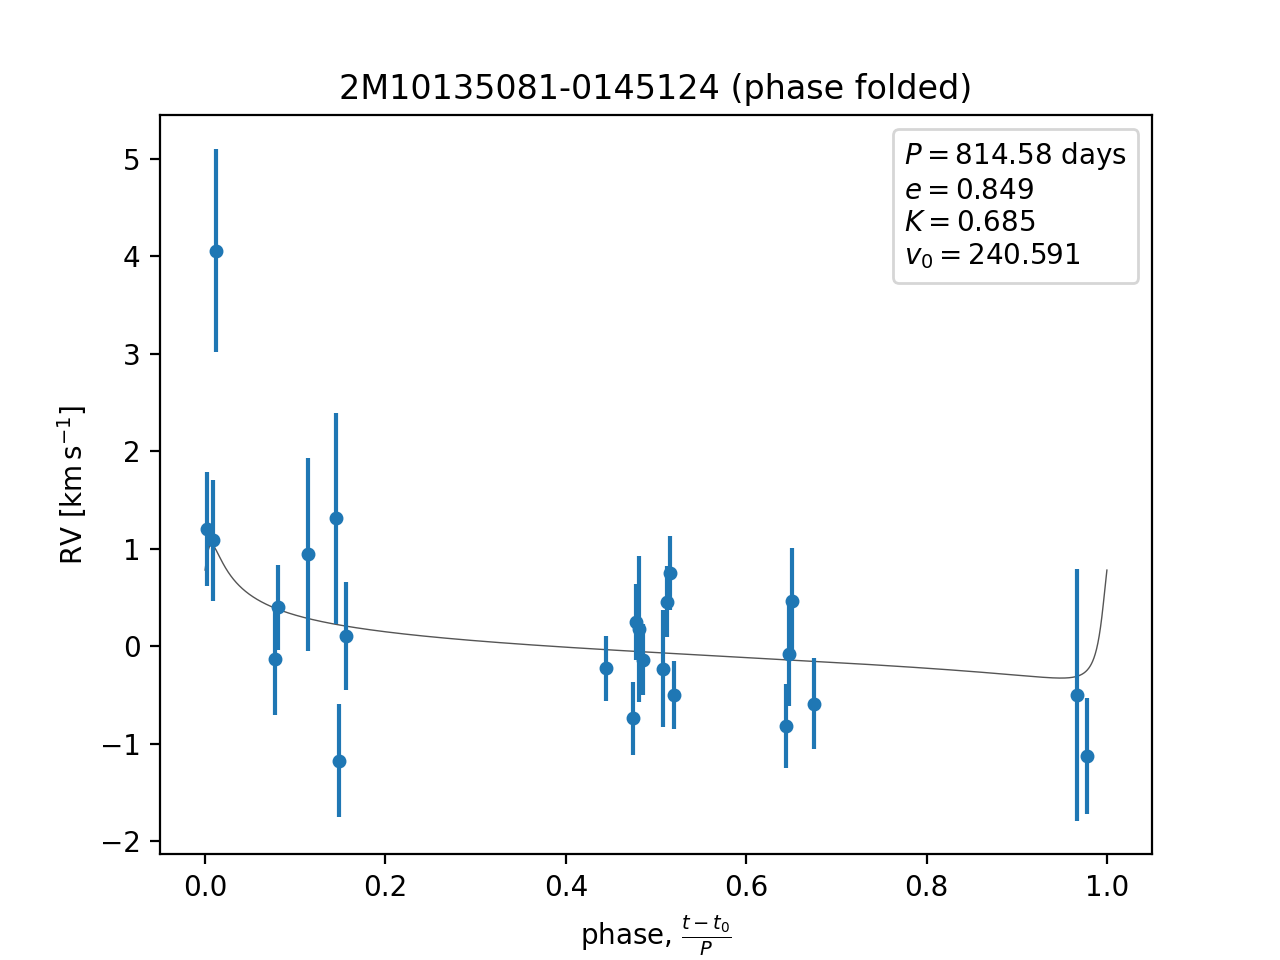 2M10135081-0145124 (phase folded)
P = 814.58 days
e = 0.849
K = 0.685
v₀ = 240.591
5
4
3
2
1
0
−1
−2
RV [km s⁻¹]
0.0 0.2 0.4 0.6 0.8 1.0
phase, (t − t₀)/P